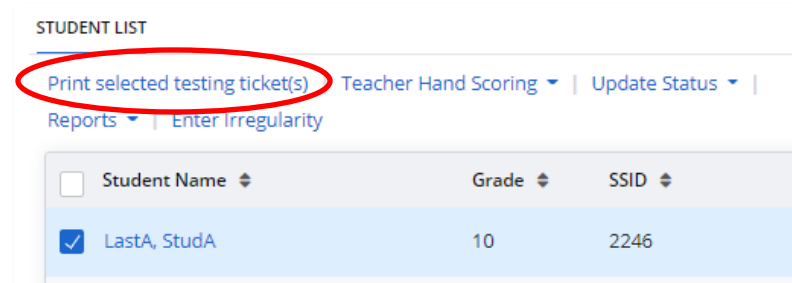 STUDENT LIST
Print selected testing ticket(s) | Teacher Hand Scoring | Update Status |
Reports | Enter Irregularity
Student Name Grade SSID
LastA, StudA 10 2246